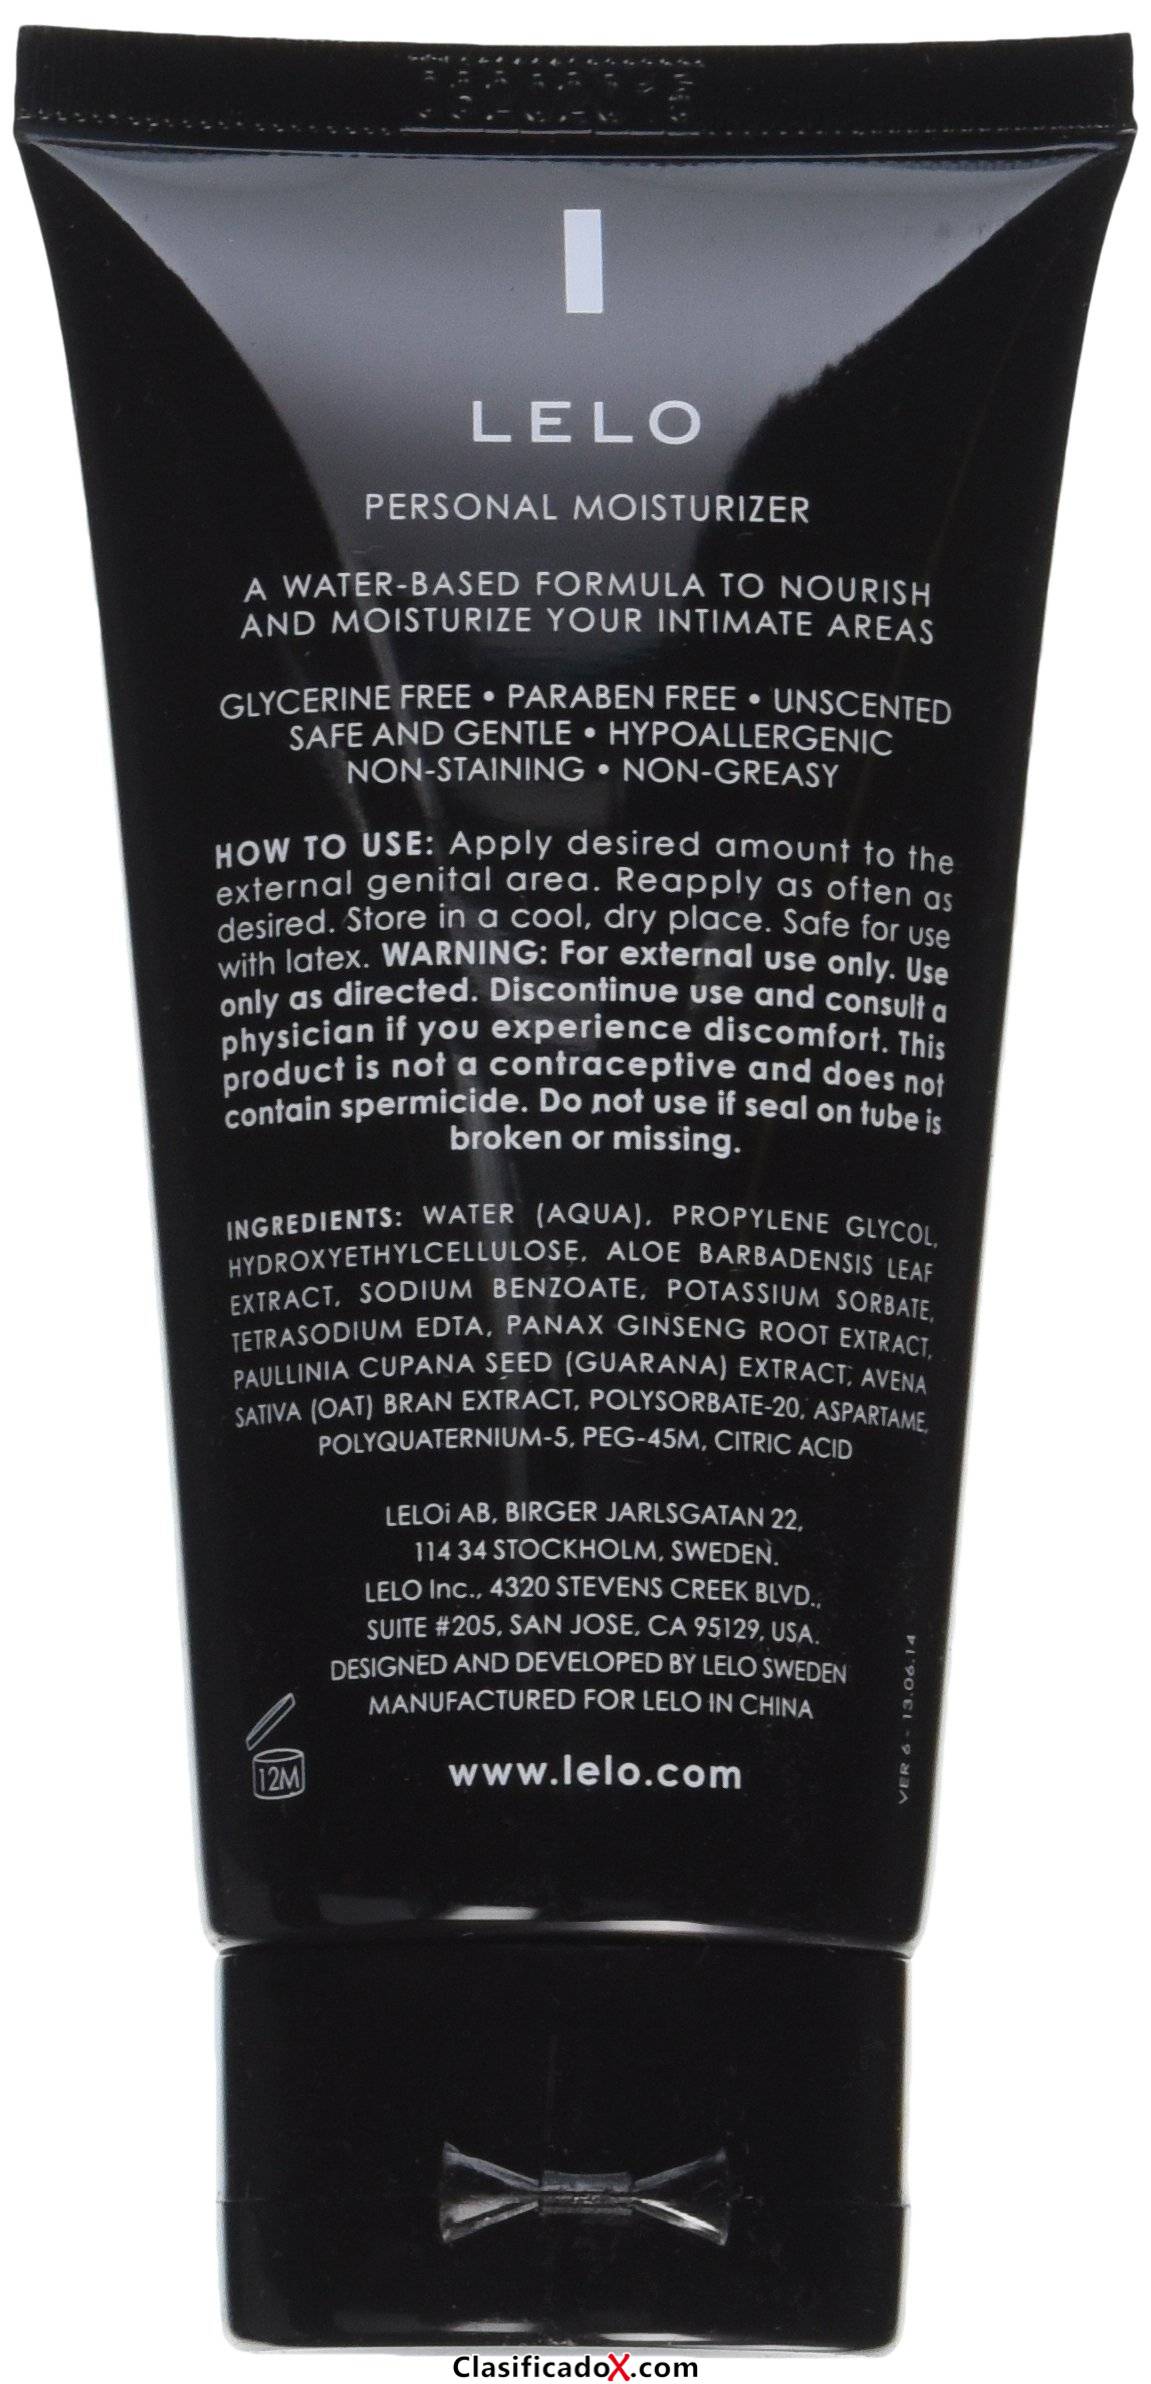 LELO
PERSONAL MOISTURIZER
A WATER-BASED FORMULA TO NOURISH
AND MOISTURIZE YOUR INTIMATE AREAS
GLYCERINE FREE • PARABEN FREE • UNSCENTED
SAFE AND GENTLE • HYPOALLERGENIC
NON-STAINING • NON-GREASY
HOW TO USE: Apply desired amount to the
external genital area. Reapply as often as
desired. Store in a cool, dry place. Safe for use
with latex. WARNING: For external use only. Use
only as directed. Discontinue use and consult a
physician if you experience discomfort. This
product is not a contraceptive and does not
contain spermicide. Do not use if seal on tube is
broken or missing.
INGREDIENTS: WATER (AQUA), PROPYLENE GLYCOL,
HYDROXYETHYLCELLULOSE, ALOE BARBADENSIS LEAF
EXTRACT, SODIUM BENZOATE, POTASSIUM SORBATE,
TETRASODIUM EDTA, PANAX GINSENG ROOT EXTRACT,
PAULLINIA CUPANA SEED (GUARANA) EXTRACT, AVENA
SATIVA (OAT) BRAN EXTRACT, POLYSORBATE-20, ASPARTAME,
POLYQUATERNIUM-5, PEG-45M, CITRIC ACID
LELOi AB, BIRGER JARLSGATAN 22,
114 34 STOCKHOLM, SWEDEN.
LELO Inc., 4320 STEVENS CREEK BLVD.,
SUITE #205, SAN JOSE, CA 95129, USA.
DESIGNED AND DEVELOPED BY LELO SWEDEN
MANUFACTURED FOR LELO IN CHINA
12M
www.lelo.com
VER 6 - 13.06.14
ClasificadoX.com